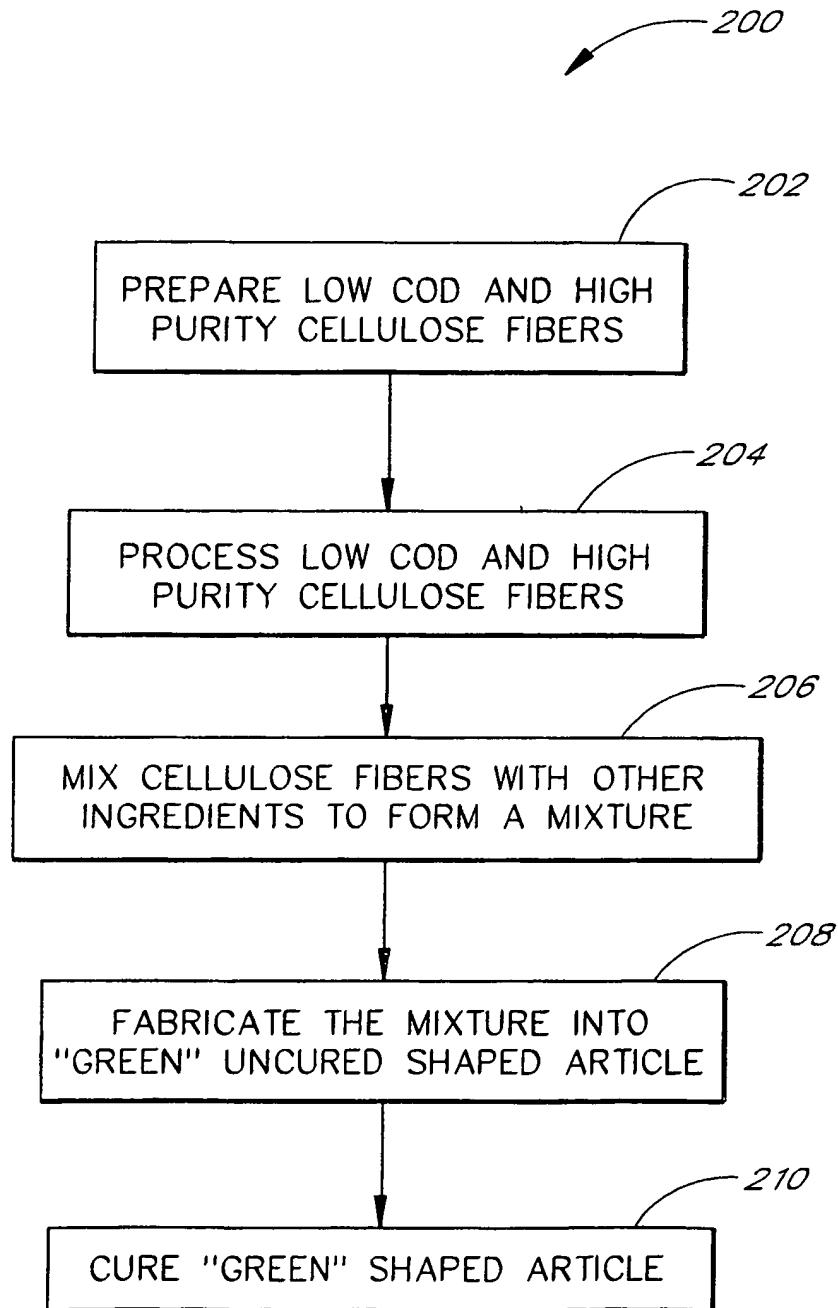 200
202
PREPARE LOW COD AND HIGH
PURITY CELLULOSE FIBERS
204
PROCESS LOW COD AND HIGH
PURITY CELLULOSE FIBERS
206
MIX CELLULOSE FIBERS WITH OTHER
INGREDIENTS TO FORM A MIXTURE
208
FABRICATE THE MIXTURE INTO
"GREEN" UNCURED SHAPED ARTICLE
210
CURE "GREEN" SHAPED ARTICLE